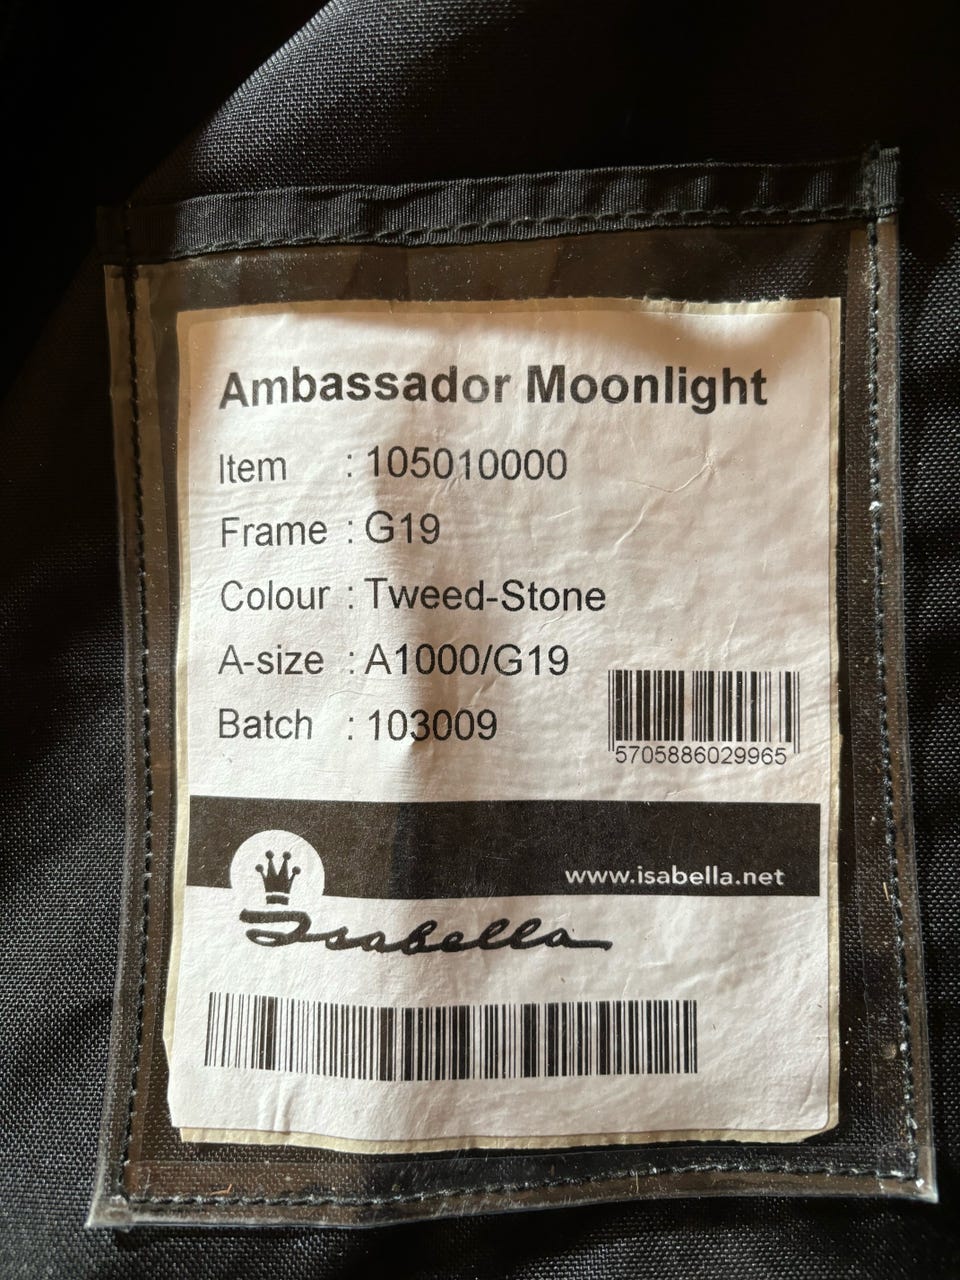 Ambassador Moonlight
Item : 105010000
Frame : G19
Colour : Tweed-Stone
A-size : A1000/G19
Batch : 103009
5705886029965
www.isabella.net
Isabella